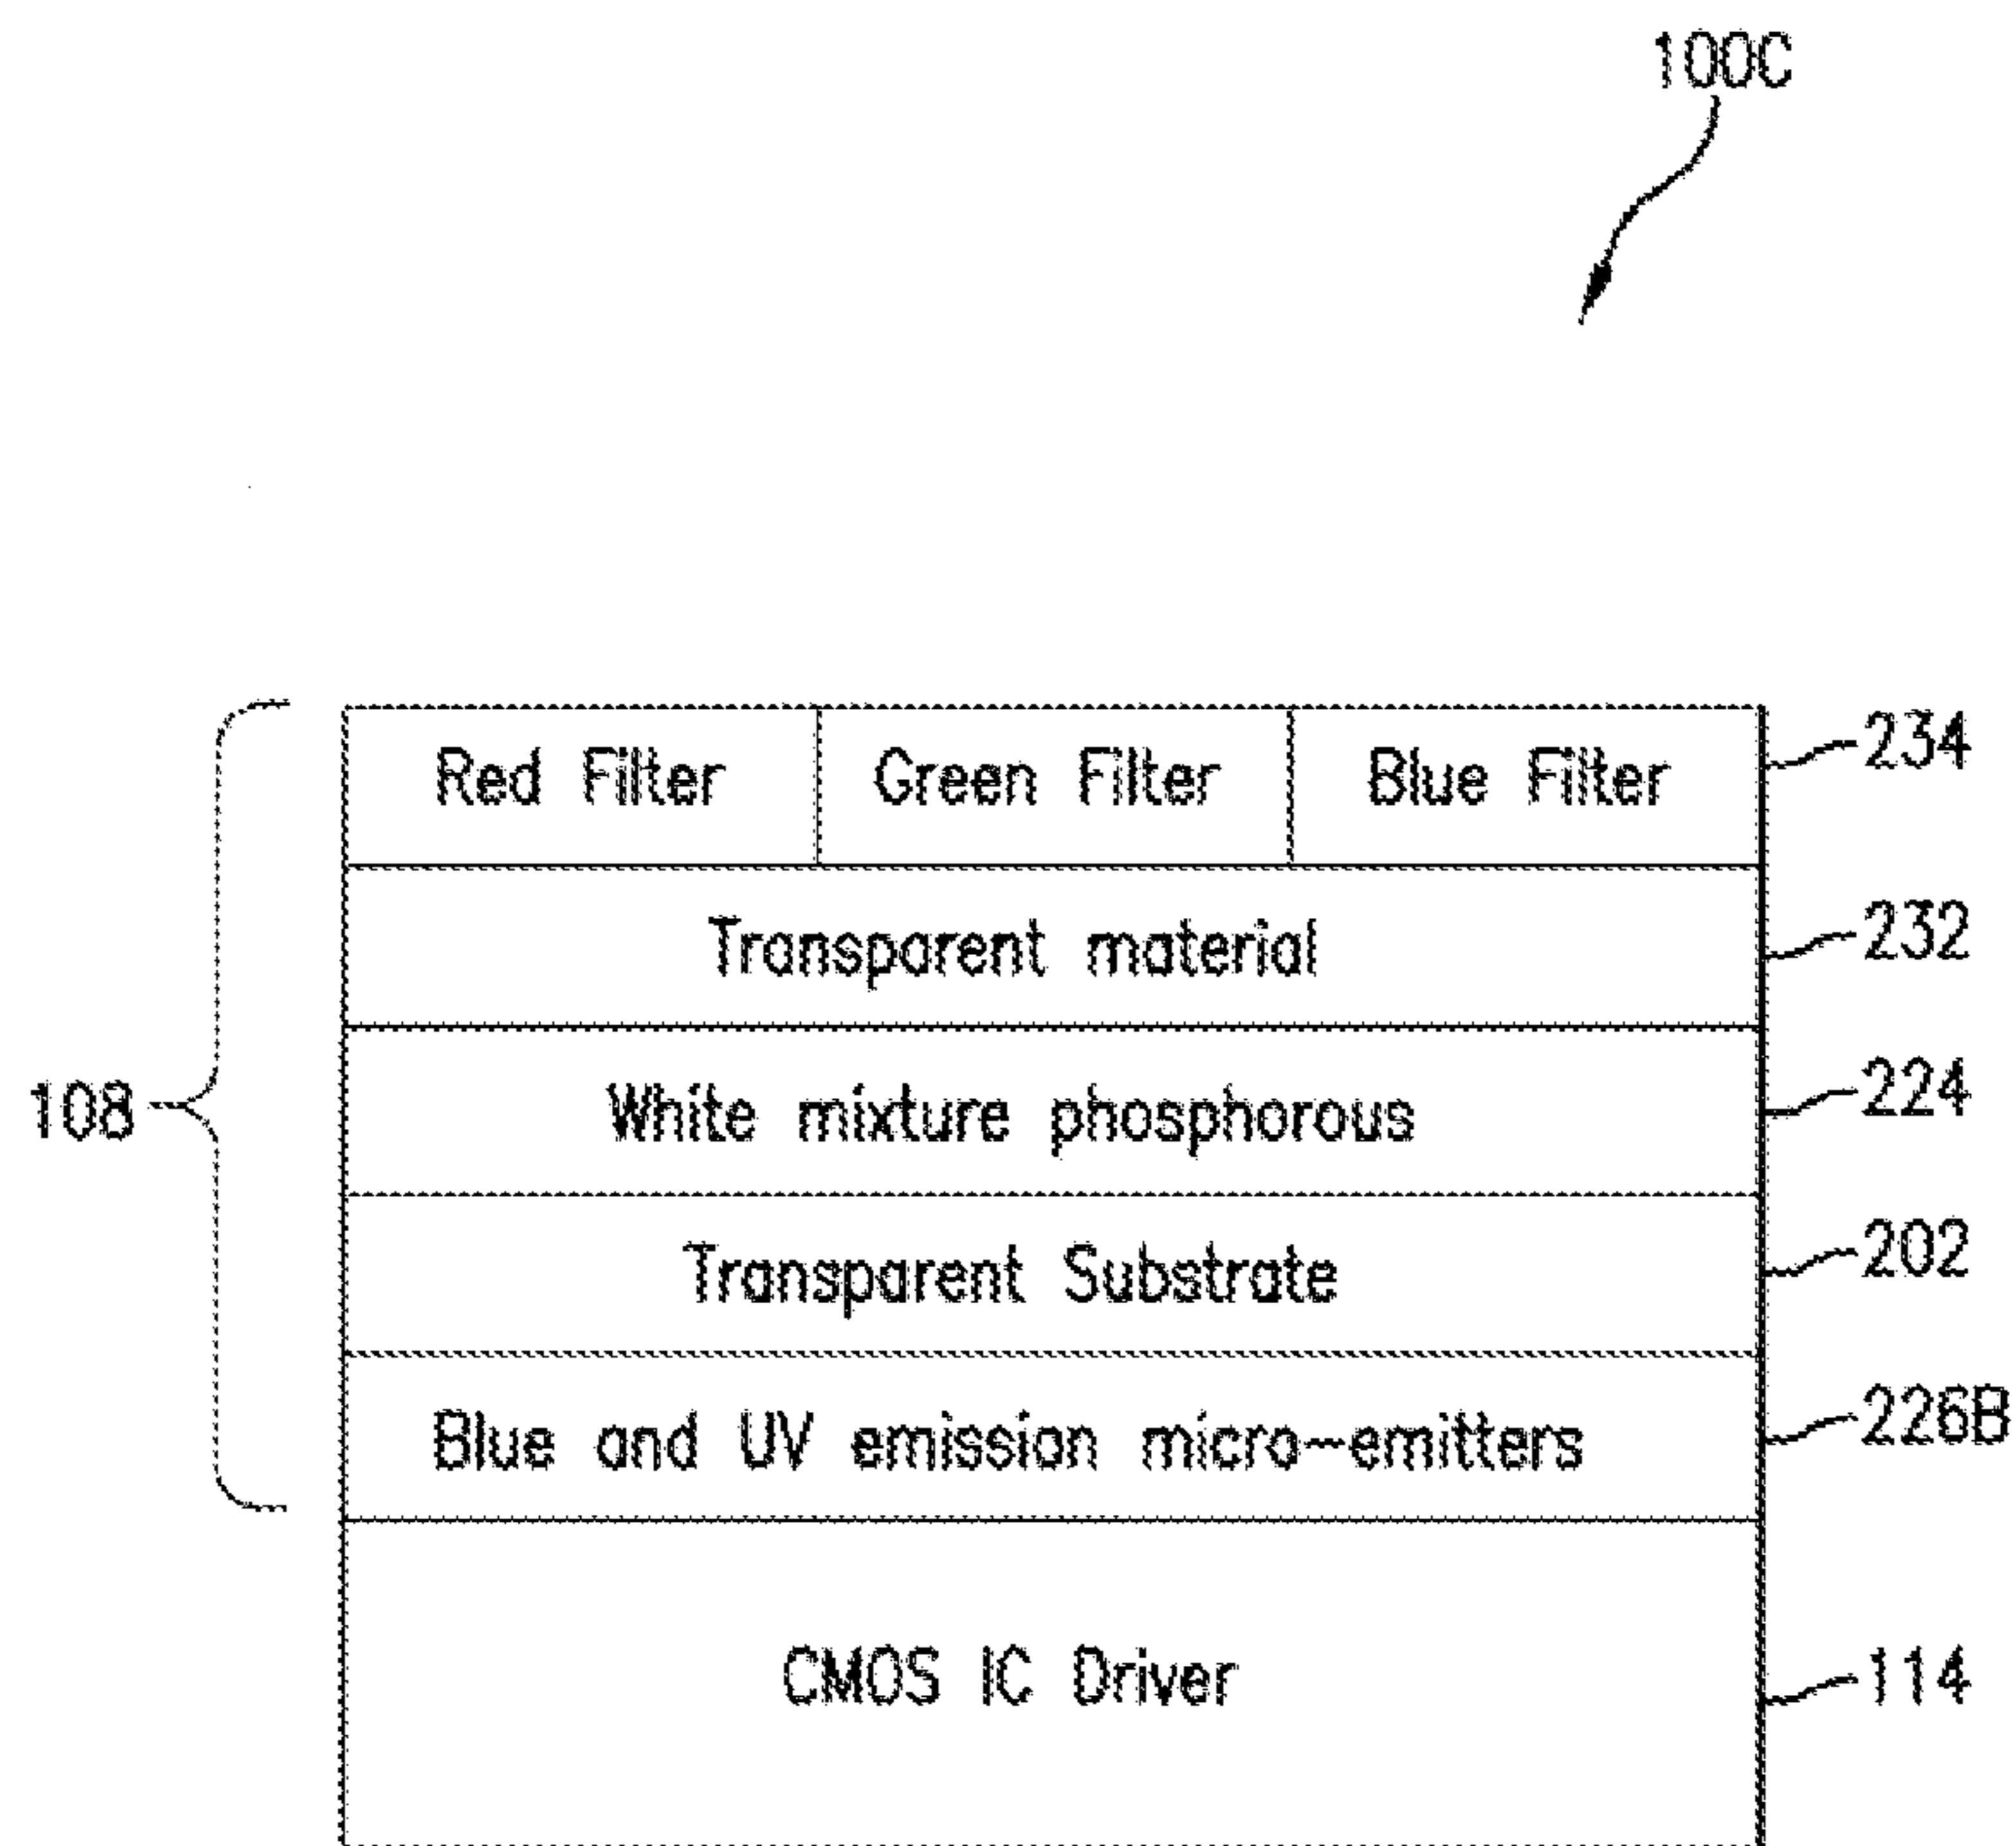 100C
Red Filter Green Filter Blue Filter 234
Transparent material 232
108 White mixture phosphorous 224
Transparent Substrate 202
Blue and UV emission micro-emitters 226B
CMOS IC Driver 114